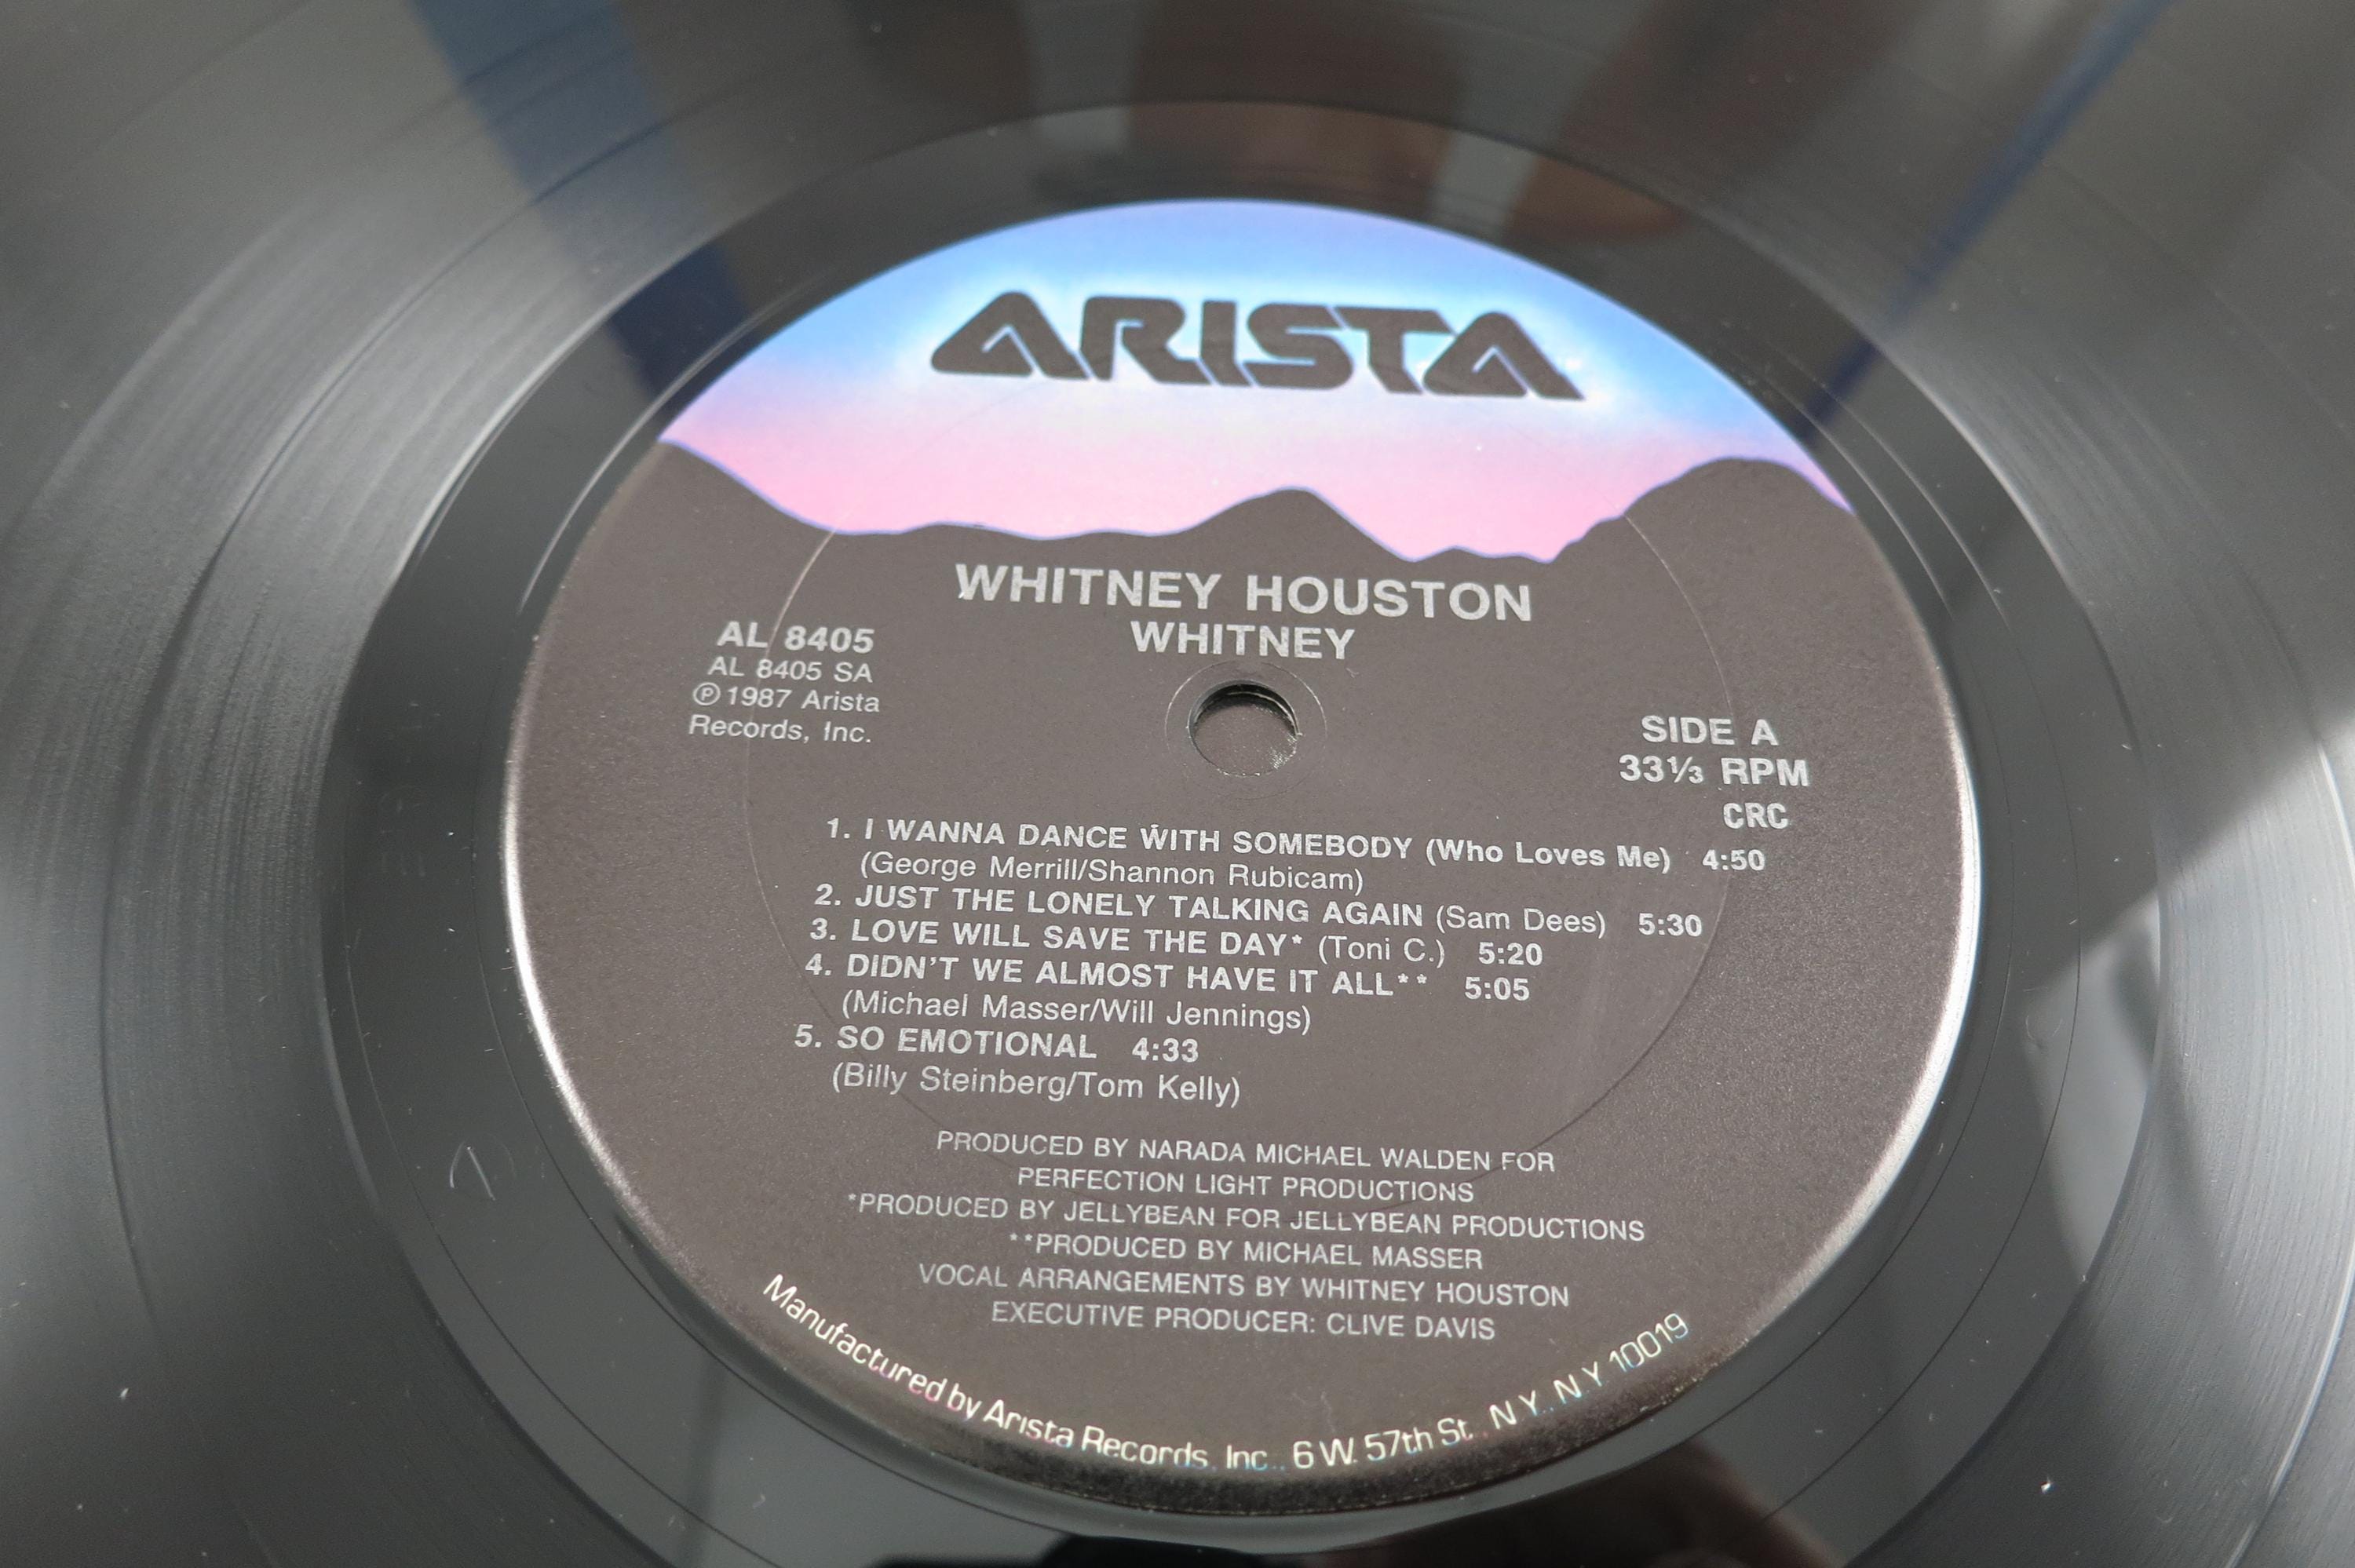 ARISTA
WHITNEY HOUSTON
WHITNEY
AL 8405
AL 8405 SA
Ⓟ 1987 Arista
Records, Inc.
SIDE A
33⅓ RPM
CRC
1. I WANNA DANCE WITH SOMEBODY (Who Loves Me) 4:50
(George Merrill/Shannon Rubicam)
2. JUST THE LONELY TALKING AGAIN (Sam Dees) 5:30
3. LOVE WILL SAVE THE DAY* (Toni C.) 5:20
4. DIDN'T WE ALMOST HAVE IT ALL** 5:05
(Michael Masser/Will Jennings)
5. SO EMOTIONAL 4:33
(Billy Steinberg/Tom Kelly)
PRODUCED BY NARADA MICHAEL WALDEN FOR
PERFECTION LIGHT PRODUCTIONS
*PRODUCED BY JELLYBEAN FOR JELLYBEAN PRODUCTIONS
**PRODUCED BY MICHAEL MASSER
VOCAL ARRANGEMENTS BY WHITNEY HOUSTON
EXECUTIVE PRODUCER: CLIVE DAVIS
Manufactured by Arista Records, Inc., 6 W. 57th St., N.Y., N.Y. 10019